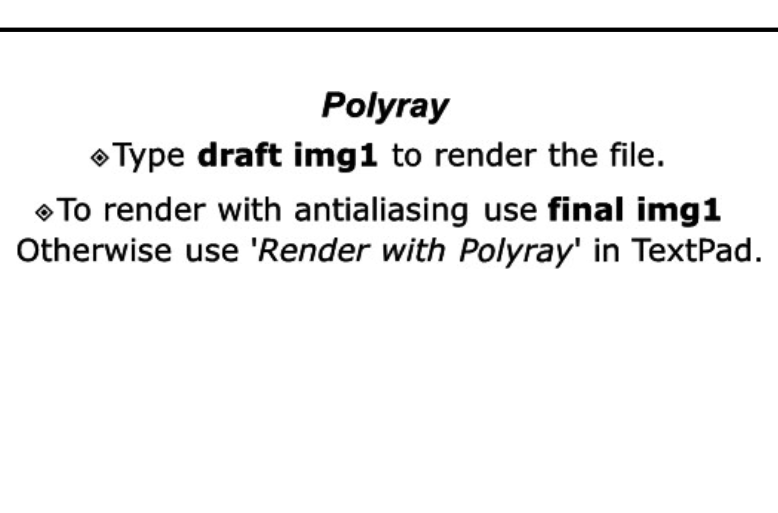 Polyray
◈Type draft img1 to render the file.
◈To render with antialiasing use final img1
Otherwise use 'Render with Polyray' in TextPad.